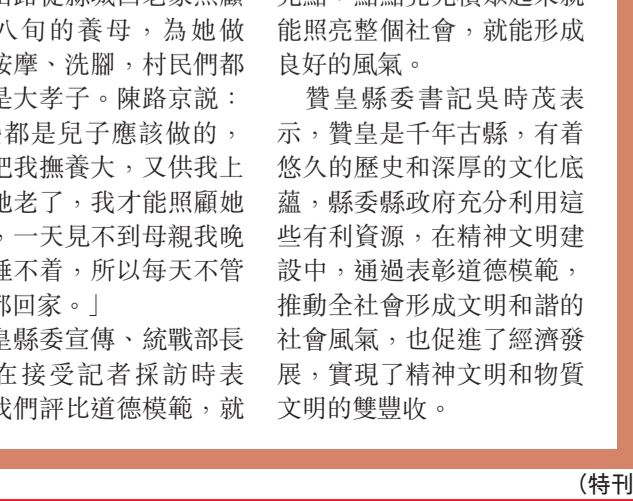 八旬的養母，為她做
按摩、洗腳，村民們都
是大孝子。陳路京説：
都是兒子應該做的，
把我撫養大，又供我上
她老了，我才能照顧她
，一天見不到母親我晚
睡不着，所以每天不管
都回家。」
皇縣委宣傳、統戰部長
在接受記者採訪時表
我們評比道德模範，就
能照亮整個社會，就能形成
良好的風氣。
贊皇縣委書記吳時茂表
示，贊皇是千年古縣，有着
悠久的歷史和深厚的文化底
蘊，縣委縣政府充分利用這
些有利資源，在精神文明建
設中，通過表彰道德模範，
推動全社會形成文明和諧的
社會風氣，也促進了經濟發
展，實現了精神文明和物質
文明的雙豐收。
（特刊